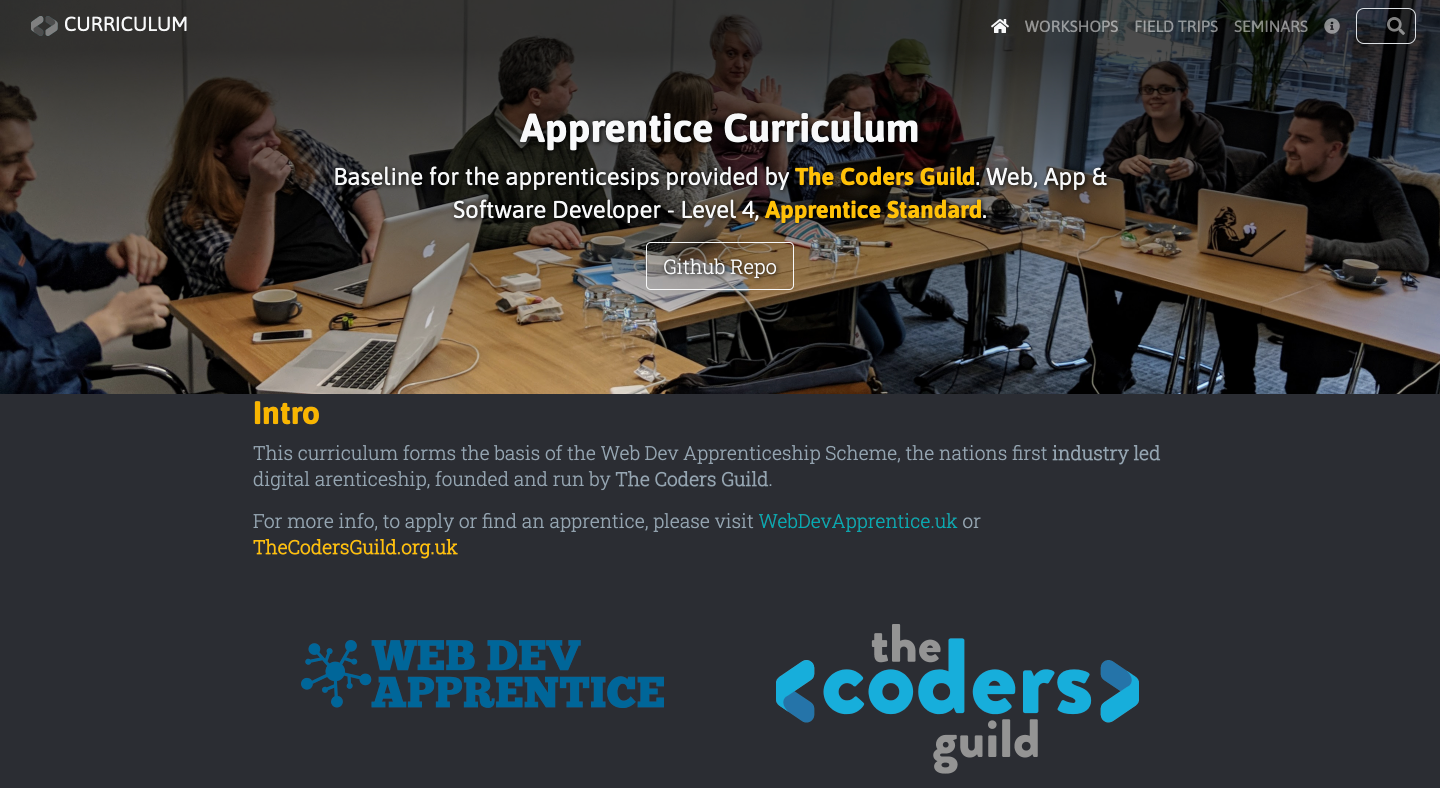 CURRICULUM
WORKSHOPS FIELD TRIPS SEMINARS
Apprentice Curriculum
Baseline for the apprenticesips provided by The Coders Guild. Web, App &
Software Developer - Level 4, Apprentice Standard.
Github Repo
Intro
This curriculum forms the basis of the Web Dev Apprenticeship Scheme, the nations first industry led
digital arenticeship, founded and run by The Coders Guild.
For more info, to apply or find an apprentice, please visit WebDevApprentice.uk or
TheCodersGuild.org.uk
WEB DEV
APPRENTICE
the
coders
guild